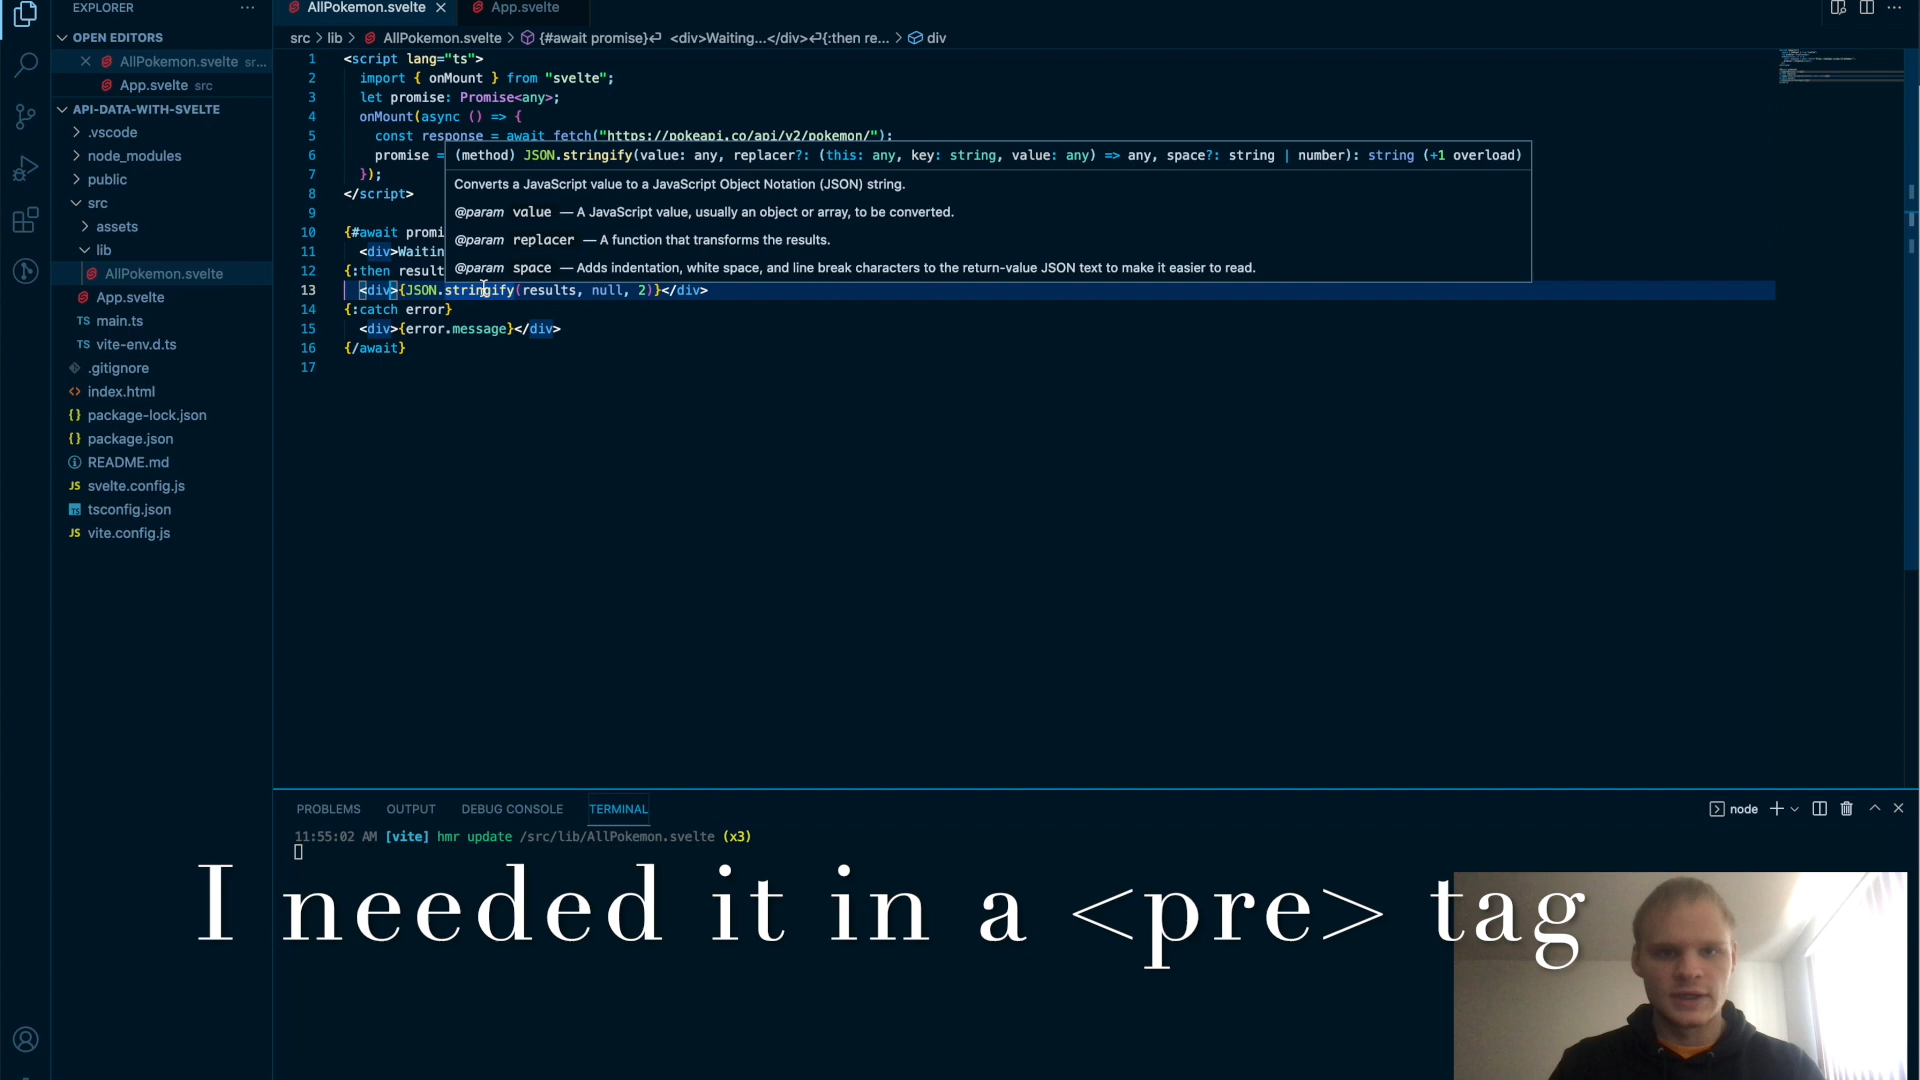 EXPLORER
AllPokemon.svelte
App.svelte
OPEN EDITORS
AllPokemon.svelte sr...
App.svelte src
API-DATA-WITH-SVELTE
.vscode
node_modules
public
src
assets
lib
AllPokemon.svelte
App.svelte
TS main.ts
TS vite-env.d.ts
.gitignore
<> index.html
{} package-lock.json
{} package.json
README.md
JS svelte.config.js
TS tsconfig.json
JS vite.config.js
src > lib > AllPokemon.svelte > {#await promise}↵ <div>Waiting...</div>↵{:then re... > div
1 <script lang="ts">
2 import { onMount } from "svelte";
3 let promise: Promise<any>;
4 onMount(async () => {
5 const response = await fetch("https://pokeapi.co/api/v2/pokemon/");
6 promise =
7 });
8 </script>
9
10 {#await promi
11 <div>Waitin
12 {:then result
13 <div>{JSON.stringify(results, null, 2)}</div>
14 {:catch error}
15 <div>{error.message}</div>
16 {/await}
17
(method) JSON.stringify(value: any, replacer?: (this: any, key: string, value: any) => any, space?: string | number): string (+1 overload)
Converts a JavaScript value to a JavaScript Object Notation (JSON) string.
@param value — A JavaScript value, usually an object or array, to be converted.
@param replacer — A function that transforms the results.
@param space — Adds indentation, white space, and line break characters to the return-value JSON text to make it easier to read.
PROBLEMS OUTPUT DEBUG CONSOLE TERMINAL
node
11:55:02 AM [vite] hmr update /src/lib/AllPokemon.svelte (x3)
I needed it in a <pre> tag